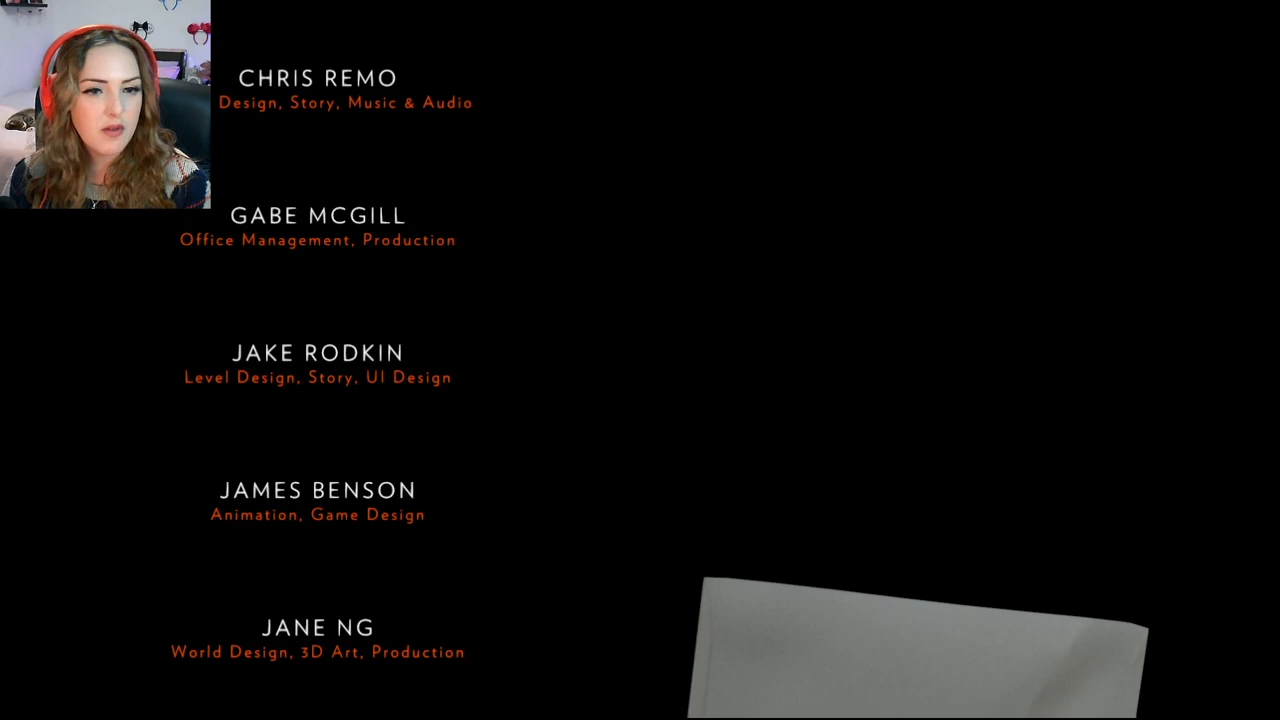 CHRIS REMO
Design, Story, Music & Audio
GABE MCGILL
Office Management, Production
JAKE RODKIN
Level Design, Story, UI Design
JAMES BENSON
Animation, Game Design
JANE NG
World Design, 3D Art, Production